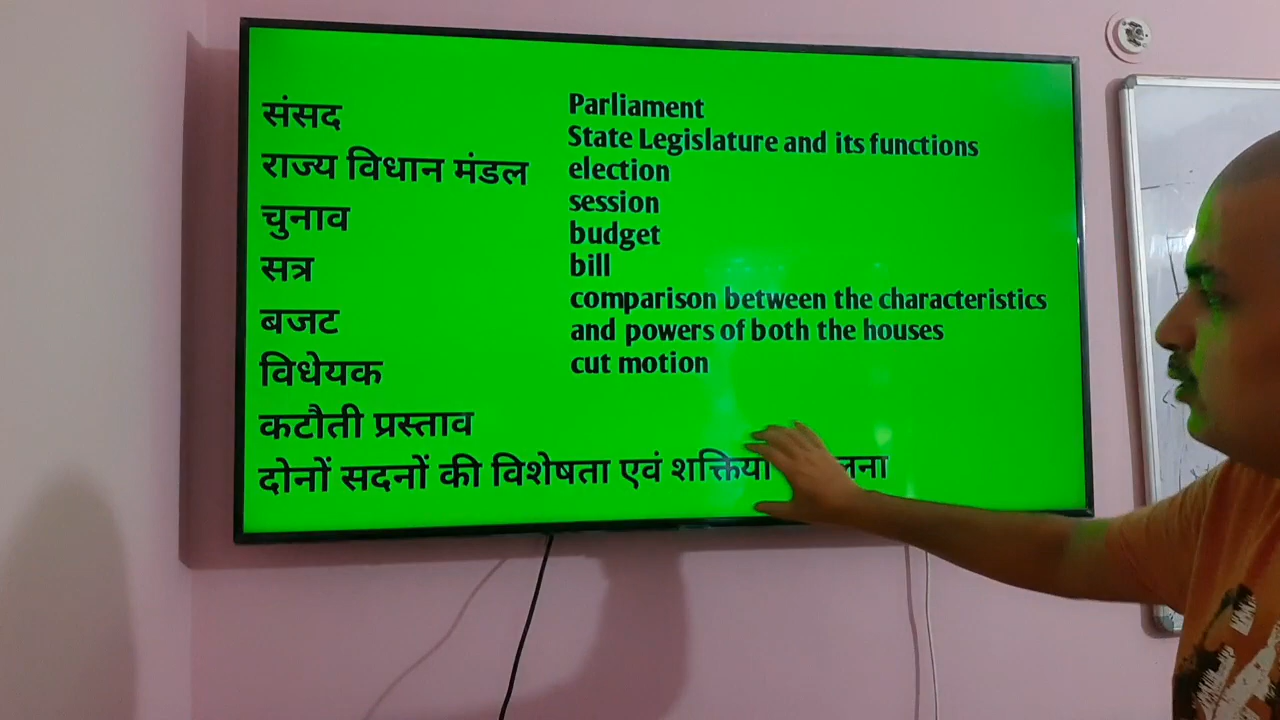 संसद
राज्य विधान मंडल
चुनाव
सत्र
बजट
विधेयक
कटौती प्रस्ताव
दोनों सदनों की विशेषता एवं
Parliament
State Legislature and its functions
election
session
budget
bill
comparison between the characteristics
and powers of both the houses
cut motion